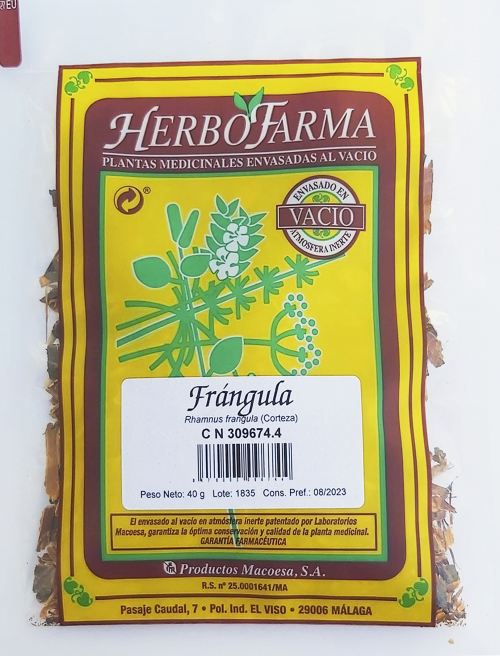 EU
HERBOFARMA
PLANTAS MEDICINALES ENVASADAS AL VACIO
®
ENVASADO EN
VACIO
ATMOSFERA INERTE
Frángula
Rhamnus frangula (Corteza)
C N 309674.4
Peso Neto: 40 g Lote: 1835 Cons. Pref.: 08/2023
El envasado al vacío en atmósfera inerte patentado por Laboratorios
Macoesa, garantiza la óptima conservación y calidad de la planta medicinal.
GARANTÍA FARMACÉUTICA
Productos Macoesa, S.A.
R.S. nº 25.0001641/MA
Pasaje Caudal, 7 • Pol. Ind. EL VISO • 29006 MÁLAGA